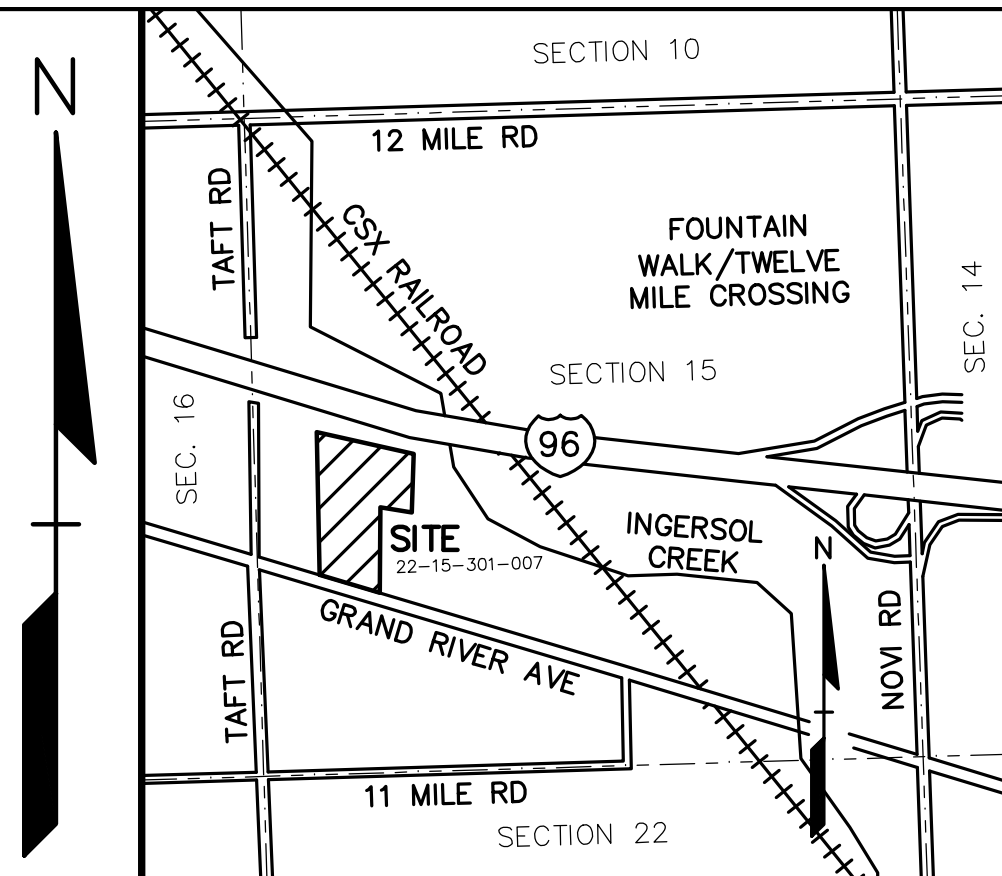 N
SECTION 10
12 MILE RD
TAFT RD
CSX RAILROAD
FOUNTAIN
WALK/TWELVE
MILE CROSSING
SEC. 14
SECTION 15
SEC. 16
96
SITE
22-15-301-007
INGERSOL
CREEK
N
GRAND RIVER AVE
NOVI RD
TAFT RD
11 MILE RD
SECTION 22